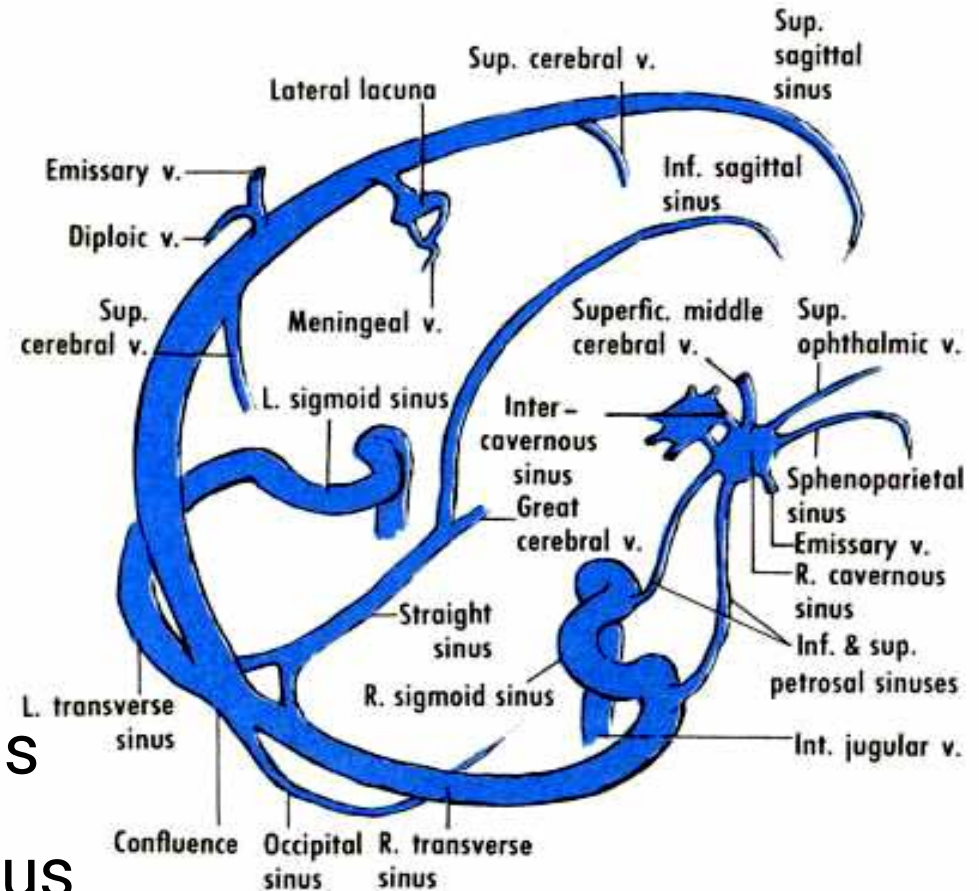 Sup.
sagittal
sinus
Sup. cerebral v.
Lateral lacuna
Emissary v.
Inf. sagittal
sinus
Diploic v.
Sup.
cerebral v.
Meningeal v.
Superfic. middle
cerebral v.
Sup.
ophthalmic v.
L. sigmoid sinus
Inter-
cavernous
sinus
Sphenoparietal
sinus
Great
cerebral v.
Emissary v.
R. cavernous
sinus
Straight
sinus
Inf. & sup.
petrosal sinuses
R. sigmoid sinus
L. transverse
sinus
Int. jugular v.
s
Confluence
Occipital
sinus
R. transverse
sinus
us